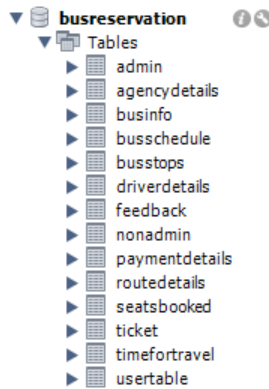 busreservation
Tables
admin
agencydetails
businfo
busschedule
busstops
driverdetails
feedback
nonadmin
paymentdetails
routedetails
seatsbooked
ticket
timefortravel
usertable